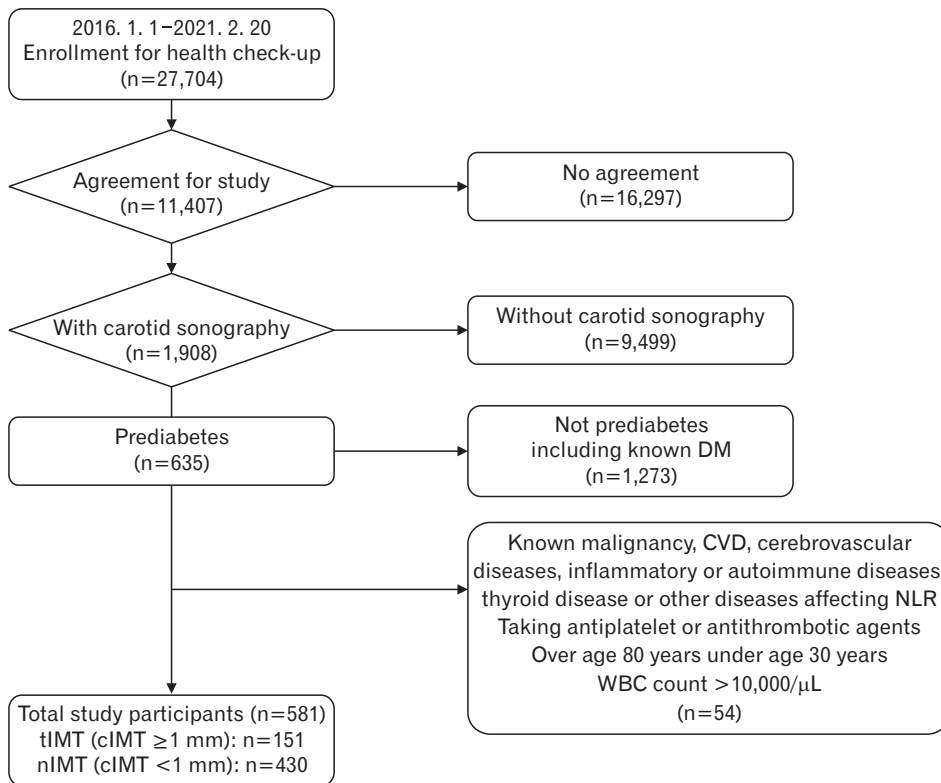 2016. 1. 1–2021. 2. 20
Enrollment for health check-up
(n=27,704)
Agreement for study
(n=11,407)
No agreement
(n=16,297)
With carotid sonography
(n=1,908)
Without carotid sonography
(n=9,499)
Prediabetes
(n=635)
Not prediabetes
including known DM
(n=1,273)
Known malignancy, CVD, cerebrovascular
diseases, inflammatory or autoimmune diseases
thyroid disease or other diseases affecting NLR
Taking antiplatelet or antithrombotic agents
Over age 80 years under age 30 years
WBC count >10,000/μL
(n=54)
Total study participants (n=581)
tIMT (cIMT ≥1 mm): n=151
nIMT (cIMT <1 mm): n=430